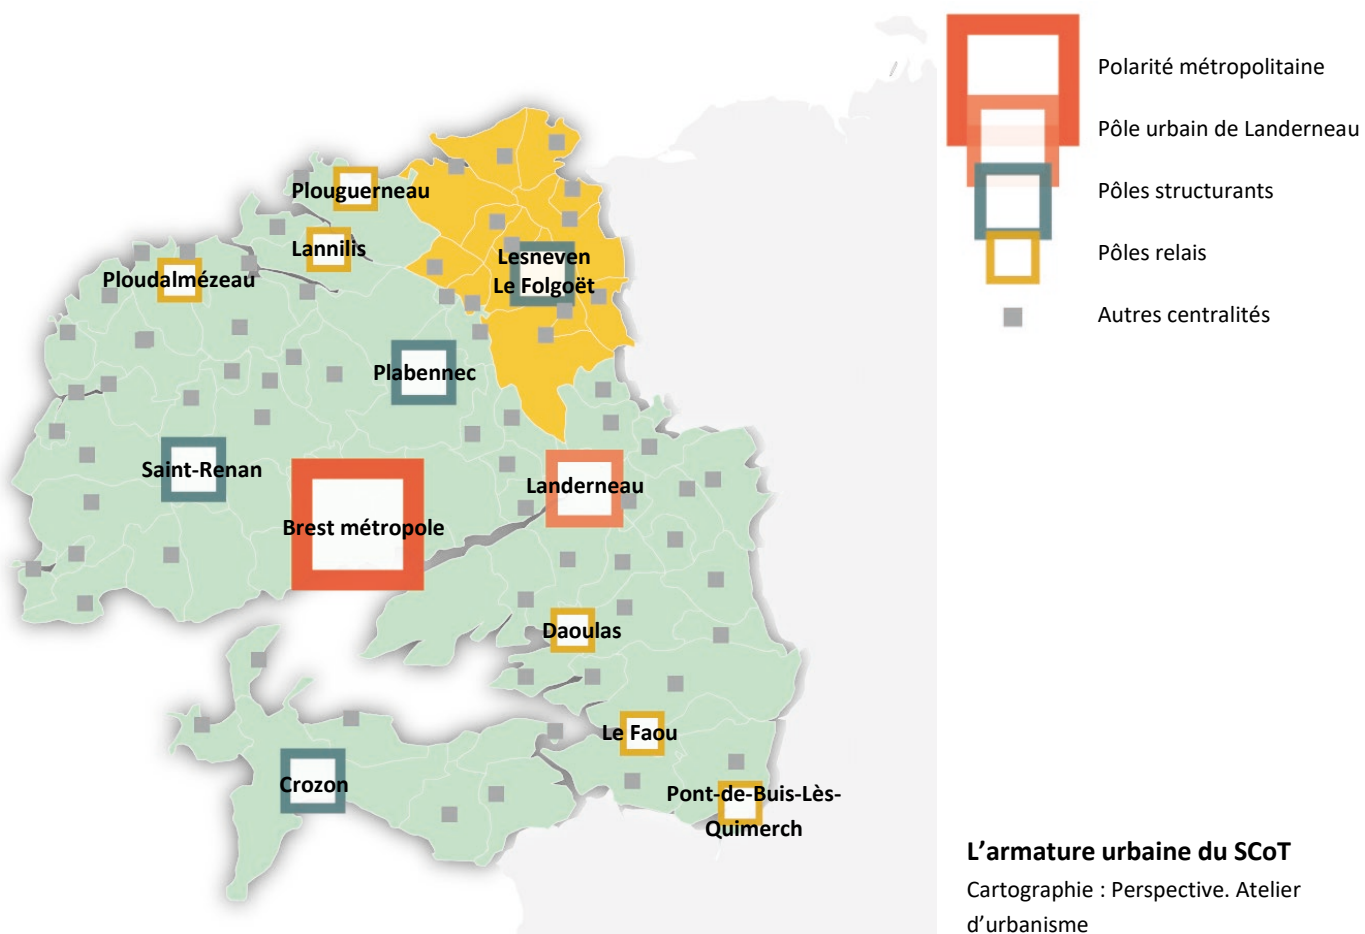 Polarité métropolitaine
Pôle urbain de Landerneau
Pôles structurants
Pôles relais
Autres centralités
Plouguerneau
Lannilis
Ploudalmézeau
Lesneven
Le Folgoët
Plabennec
Saint-Renan
Landerneau
Brest métropole
Daoulas
Le Faou
Crozon
Pont-de-Buis-Lès-
Quimerch
L’armature urbaine du SCoT
Cartographie : Perspective. Atelier
d’urbanisme